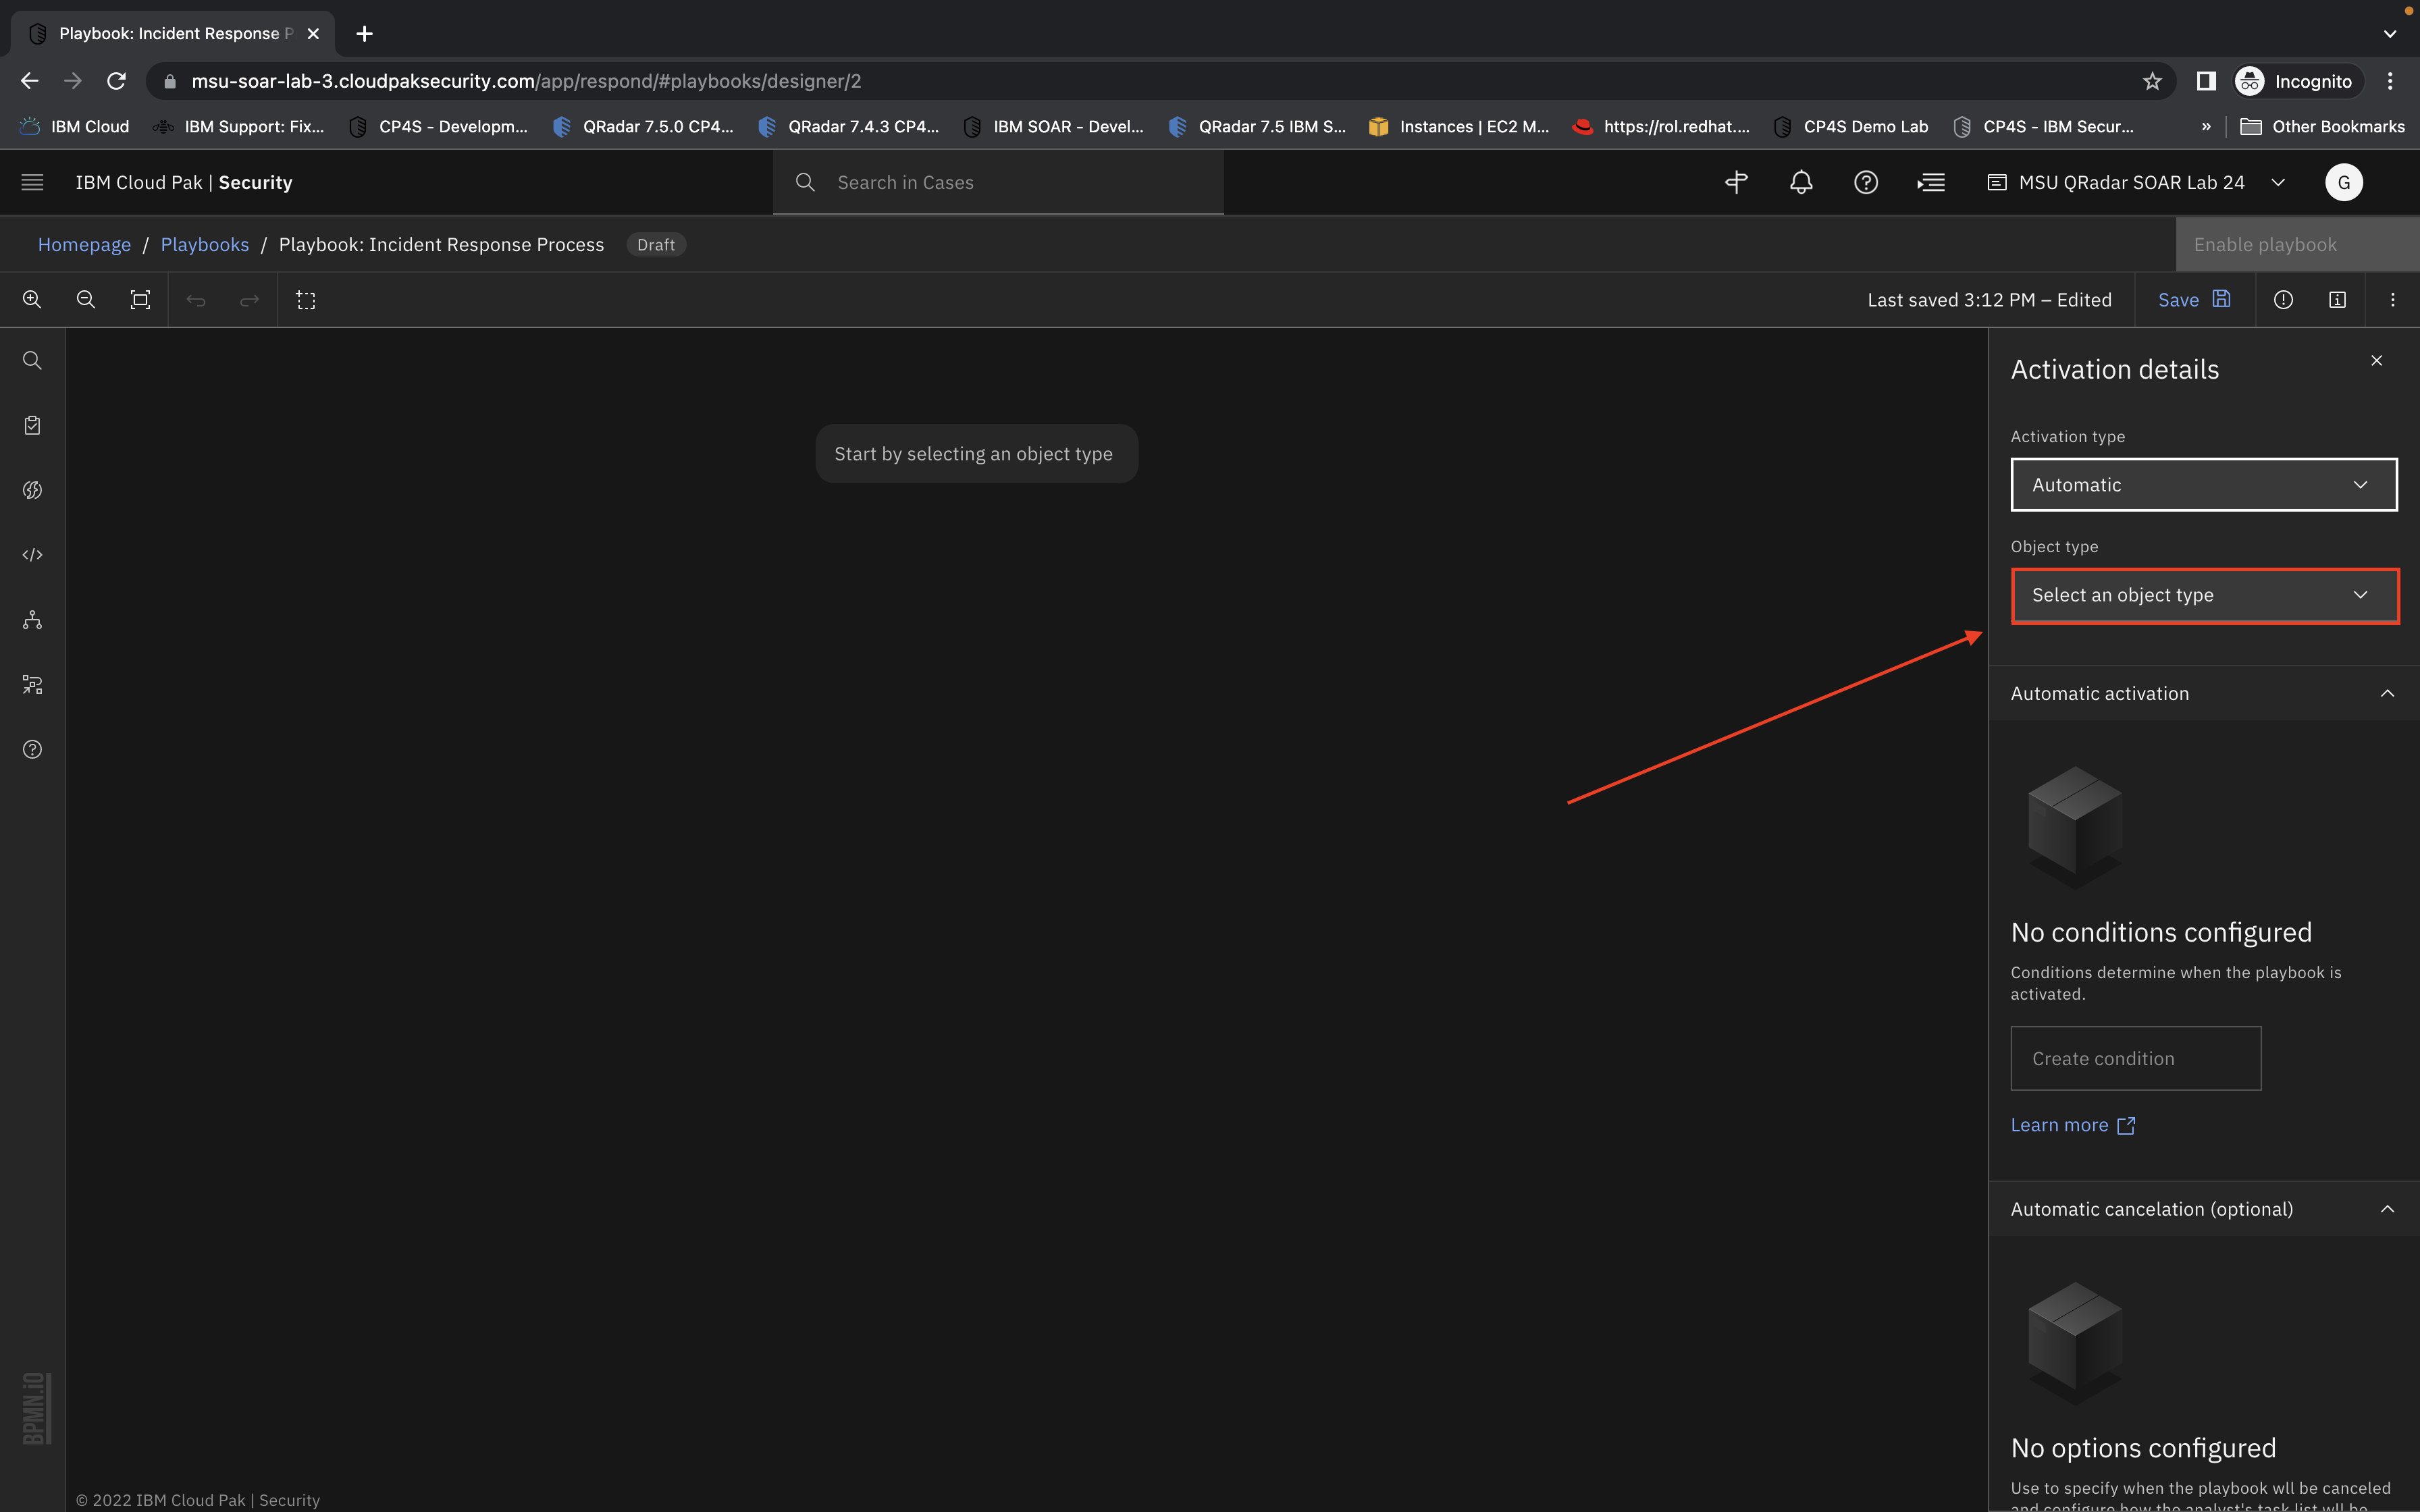 Playbook: Incident Response P
msu-soar-lab-3.cloudpaksecurity.com/app/respond/#playbooks/designer/2
Incognito
IBM Cloud
IBM Support: Fix...
CP4S - Developm...
QRadar 7.5.0 CP4...
QRadar 7.4.3 CP4...
IBM SOAR - Devel...
QRadar 7.5 IBM S...
Instances | EC2 M...
https://rol.redhat....
CP4S Demo Lab
CP4S - IBM Secur...
»
Other Bookmarks
IBM Cloud Pak | Security
Search in Cases
MSU QRadar SOAR Lab 24
G
Homepage / Playbooks / Playbook: Incident Response Process
Draft
Enable playbook
Last saved 3:12 PM – Edited
Save
Activation details
Activation type
Automatic
Start by selecting an object type
Object type
Select an object type
Automatic activation
No conditions configured
Conditions determine when the playbook is
activated.
Create condition
Learn more
Automatic cancelation (optional)
BPMN.iO
No options configured
Use to specify when the playbook wll be canceled
and configure how the analyst's task list will be
© 2022 IBM Cloud Pak | Security